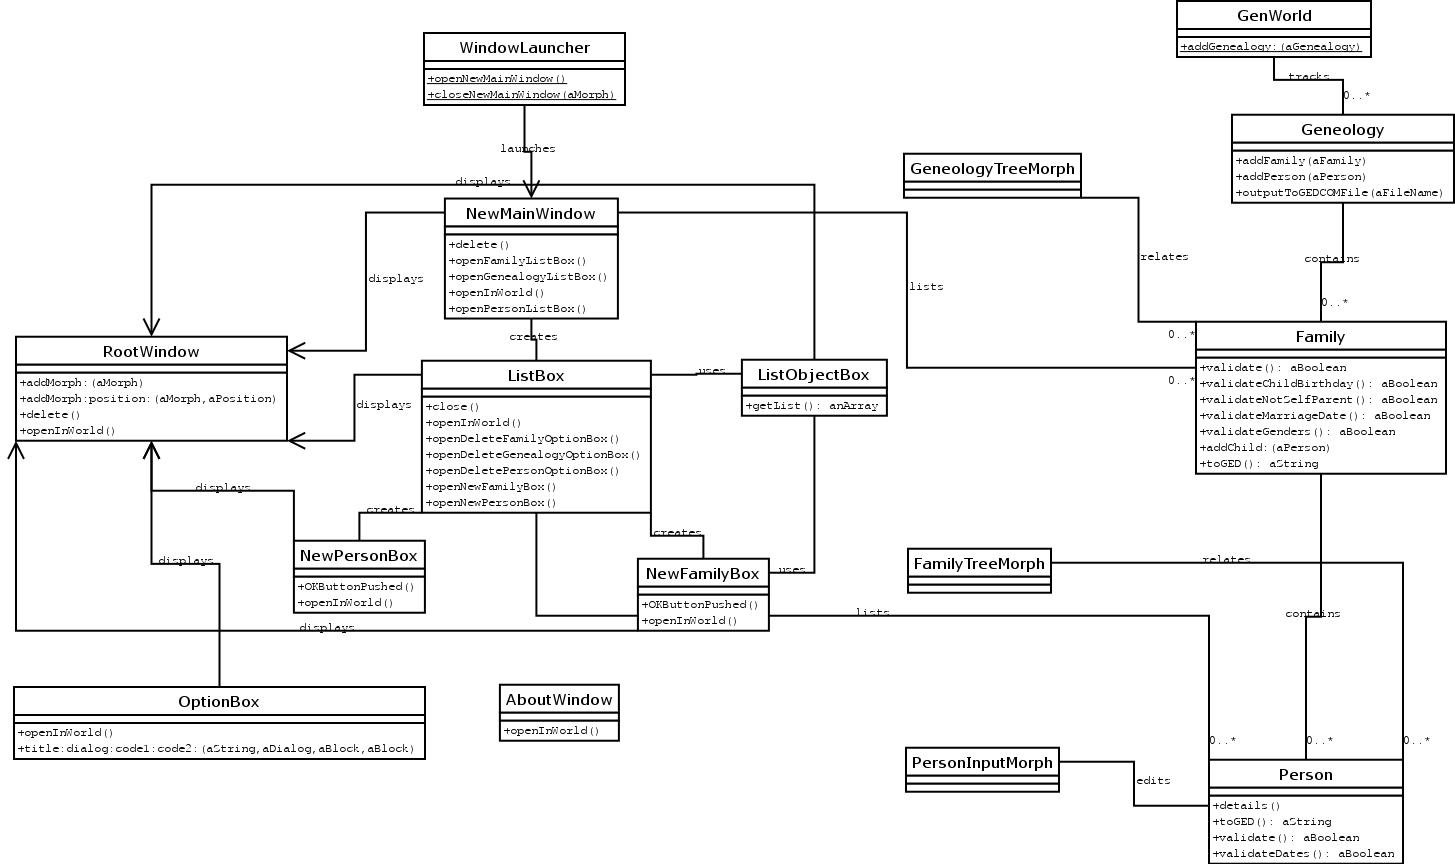 GenWorld
+addGenealogy:(aGenealogy)
tracks
0..*
WindowLauncher
+openNewMainWindow()
+closeNewMainWindow(aMorph)
launches
Geneology
+addFamily(aFamily)
+addPerson(aPerson)
+outputToGEDCOMFile(aFileName)
GeneologyTreeMorph
displays
NewMainWindow
+delete()
+openFamilyListBox()
+openGenealogyListBox()
+openInWorld()
+openPersonListBox()
displays
lists
relates
contains
0..*
creates
0..*
0..*
RootWindow
+addMorph:(aMorph)
+addMorph:position:(aMorph,aPosition)
+delete()
+openInWorld()
displays
ListBox
+close()
+openInWorld()
+openDeleteFamilyOptionBox()
+openDeleteGenealogyOptionBox()
+openDeletePersonOptionBox()
+openNewFamilyBox()
+openNewPersonBox()
uses
ListObjectBox
+getList(): anArray
Family
+validate(): aBoolean
+validateChildBirthday(): aBoolean
+validateNotSelfParent(): aBoolean
+validateMarriageDate(): aBoolean
+validateGenders(): aBoolean
+addChild:(aPerson)
+toGED(): aString
displays
creates
creates
NewPersonBox
+OKButtonPushed()
+openInWorld()
displays
NewFamilyBox
+OKButtonPushed()
+openInWorld()
uses
FamilyTreeMorph
relates
lists
contains
displays
OptionBox
+openInWorld()
+title:dialog:code1:code2:(aString,aDialog,aBlock,aBlock)
AboutWindow
+openInWorld()
PersonInputMorph
edits
0..*
0..*
0..*
Person
+details()
+toGED(): aString
+validate(): aBoolean
+validateDates(): aBoolean